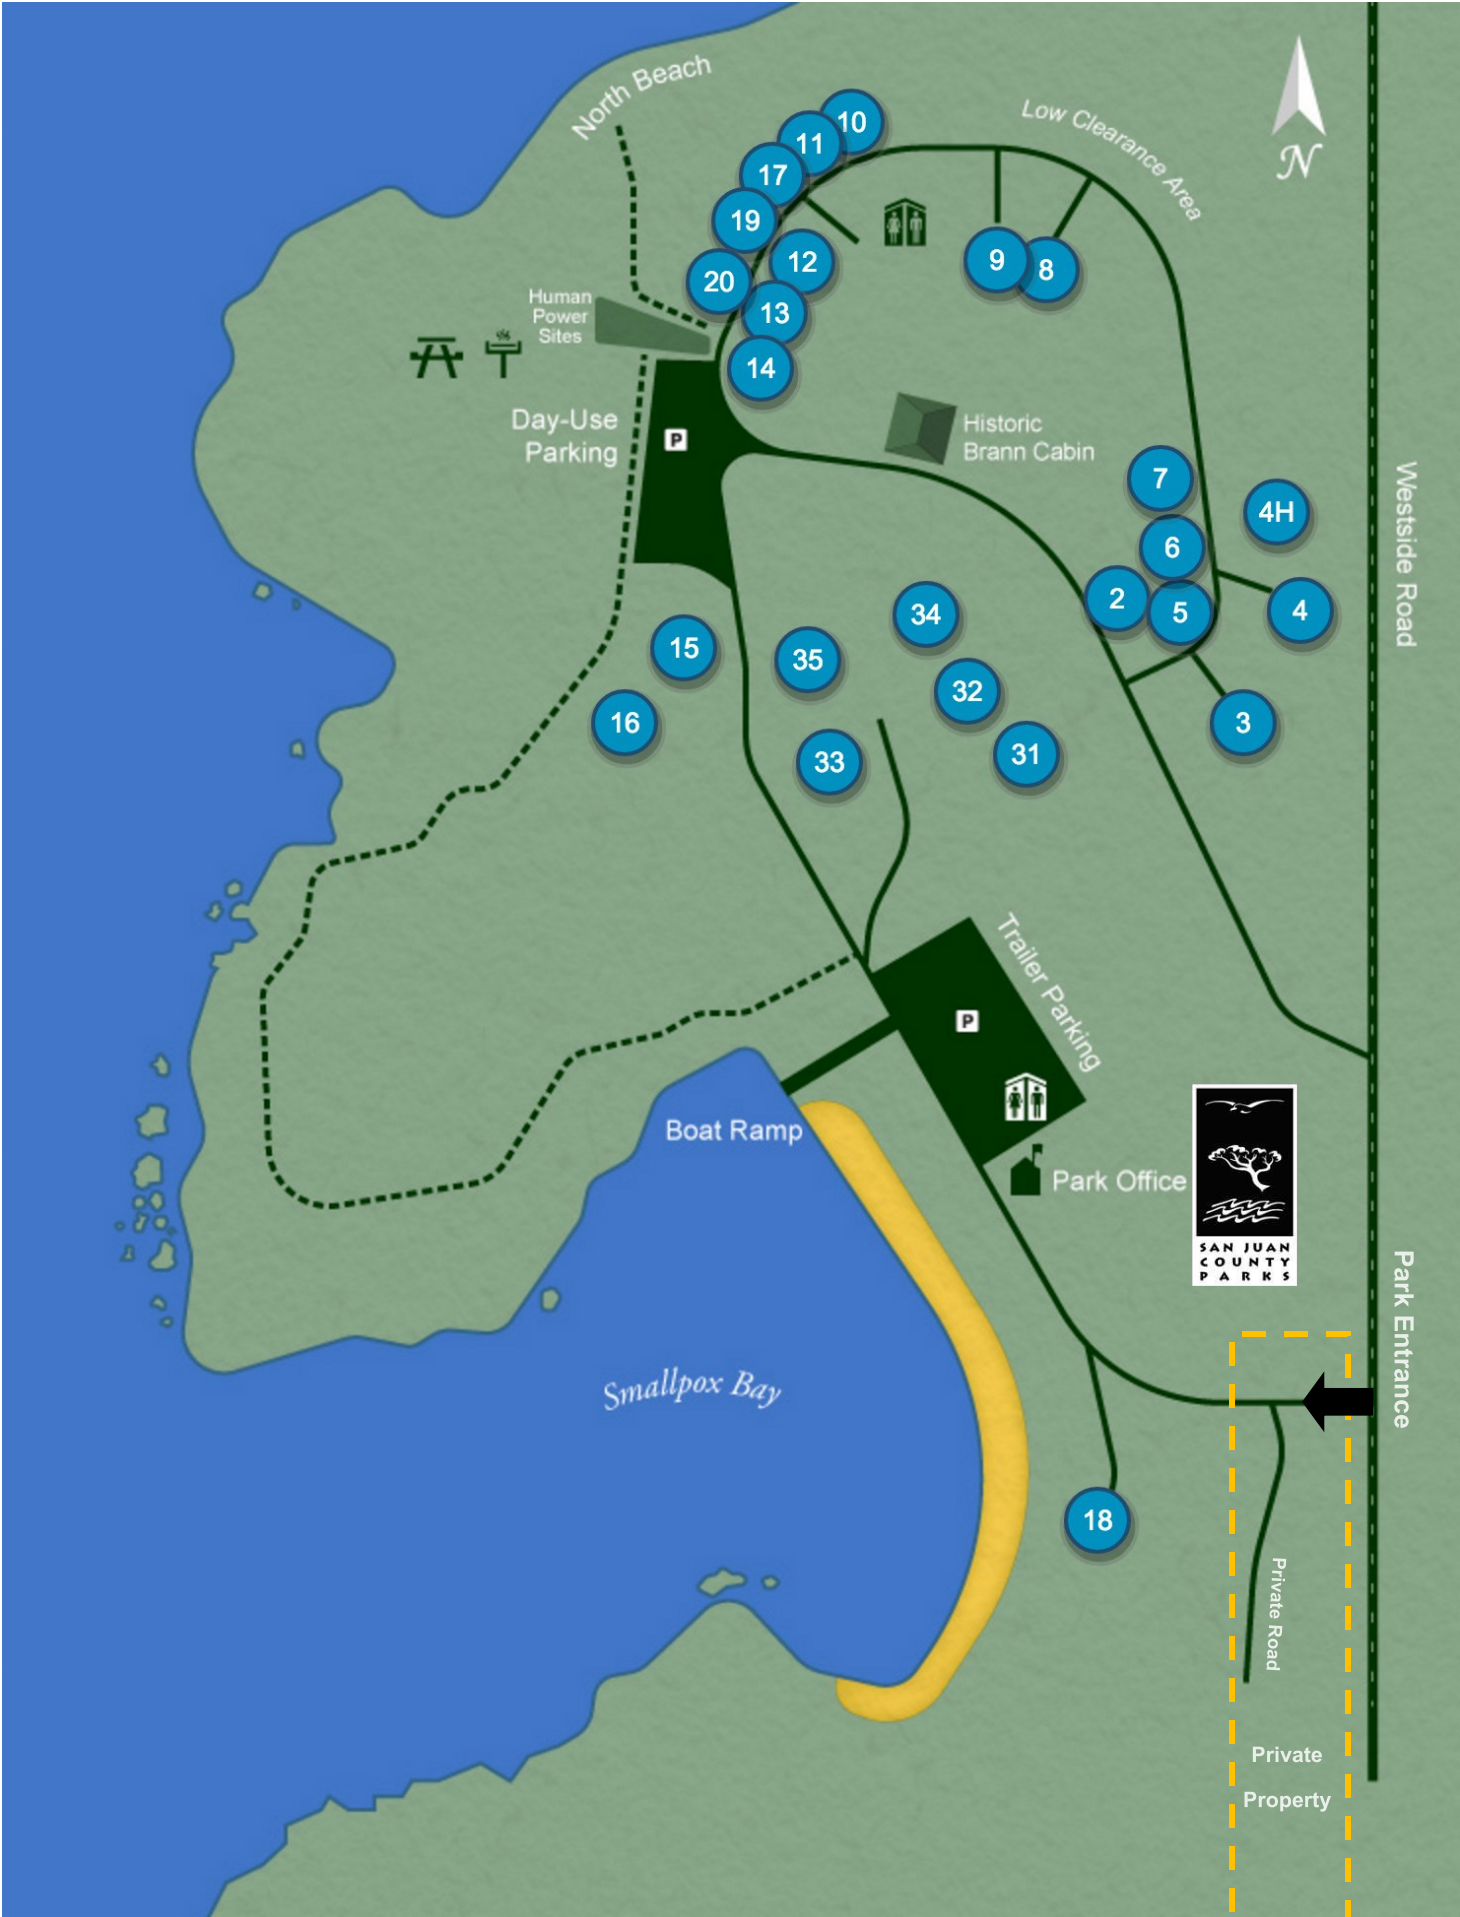 North Beach
Low Clearance Area
N
10
11
17
19
12
20
13
14
9
8
Human
Power
Sites
Day-Use
Parking
P
Historic
Brann Cabin
7
4H
6
2
5
4
3
Westside Road
34
15
35
32
16
33
31
Trailer Parking
P
Boat Ramp
Park Office
SAN JUAN
COUNTY
PARKS
Park Entrance
Smallpox Bay
18
Private Road
Private
Property